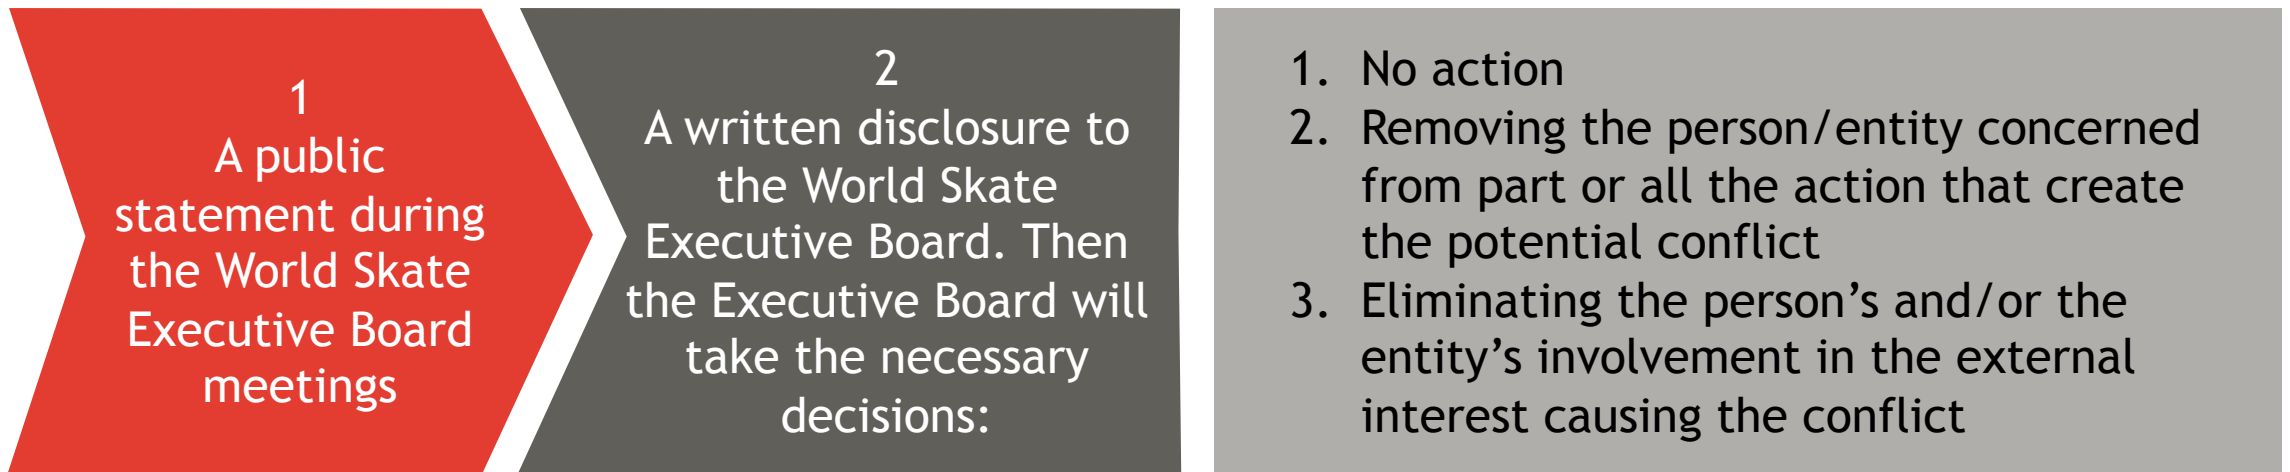 1
A public
statement during
the World Skate
Executive Board
meetings
2
A written disclosure to
the World Skate
Executive Board. Then
the Executive Board will
take the necessary
decisions:
1. No action
2. Removing the person/entity concerned
from part or all the action that create
the potential conflict
3. Eliminating the person’s and/or the
entity’s involvement in the external
interest causing the conflict